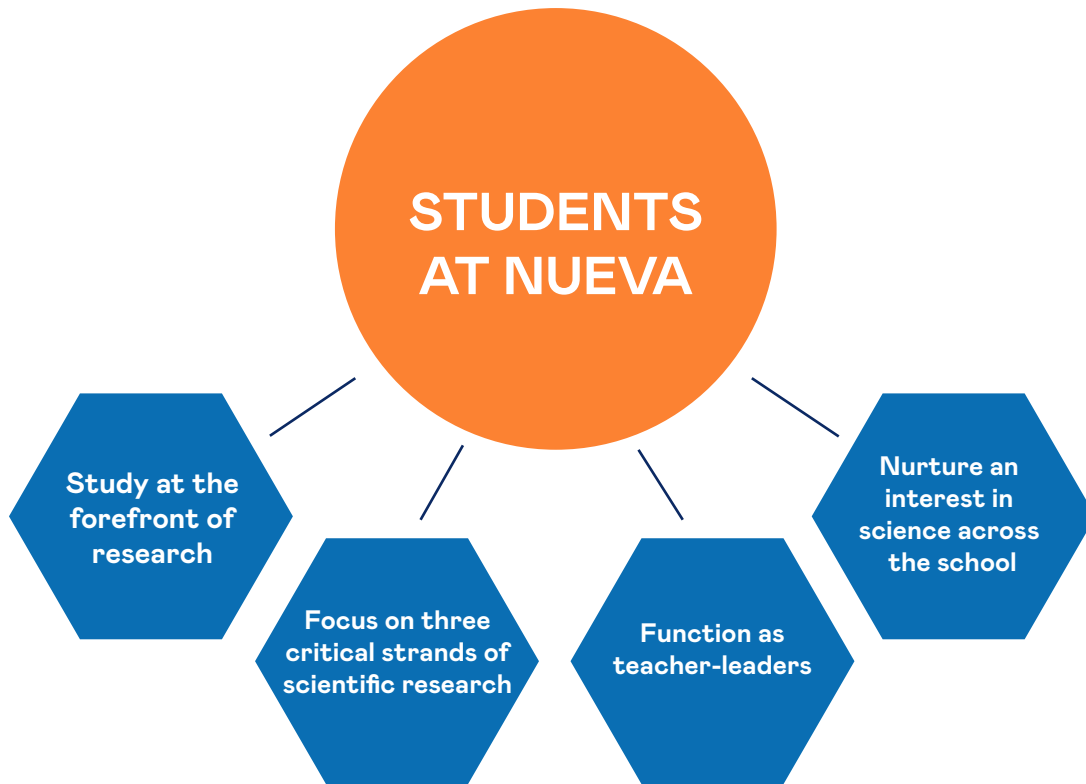 STUDENTS
AT NUEVA
Study at the
forefront of
research
Focus on three
critical strands of
scientific research
Function as
teacher-leaders
Nurture an
interest in
science across
the school